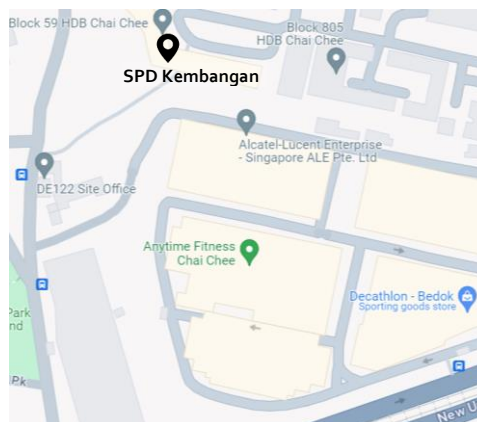 Block 59 HDB Chai Chee
Block 805
HDB Chai Chee
SPD Kembangan
Alcatel-Lucent Enterprise
- Singapore ALE Pte. Ltd
DE122 Site Office
Anytime Fitness
Chai Chee
Decathlon - Bedok
Sporting goods store
Park
nd
Pk
New U